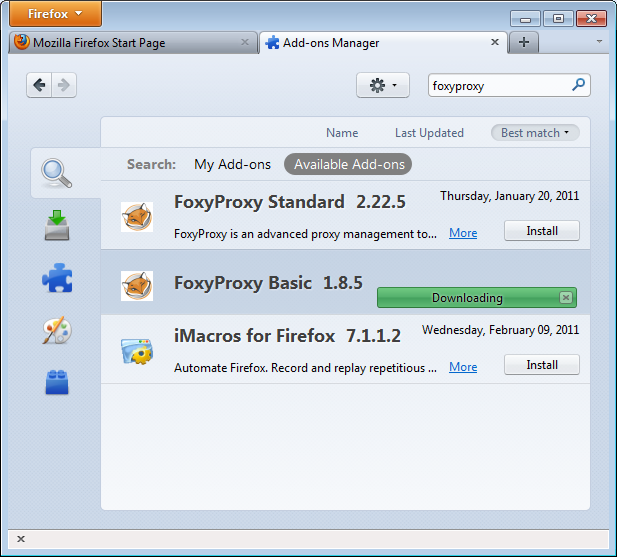 Firefox
Mozilla Firefox Start Page
Add-ons Manager
foxyproxy
Name Last Updated Best match
Search: My Add-ons Available Add-ons
FoxyProxy Standard 2.22.5 Thursday, January 20, 2011
FoxyProxy is an advanced proxy management to... More Install
FoxyProxy Basic 1.8.5
Downloading
iMacros for Firefox 7.1.1.2 Wednesday, February 09, 2011
Automate Firefox. Record and replay repetitious ... More Install